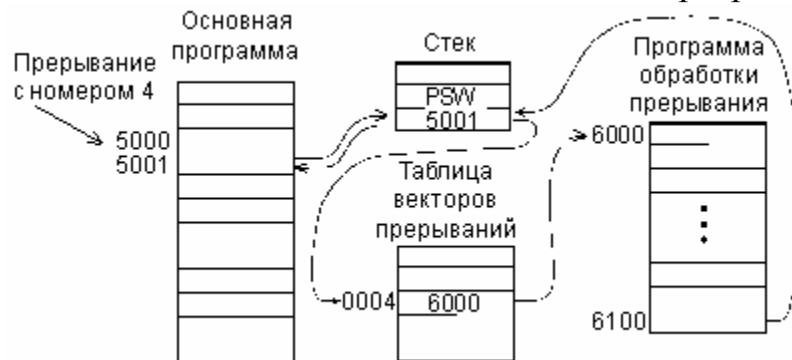 Основная
программа
Прерывание
с номером 4
5000
5001
Стек
PSW
5001
Таблица
векторов
прерываний
0004
6000
Программа
обработки
прерывания
6000
6100